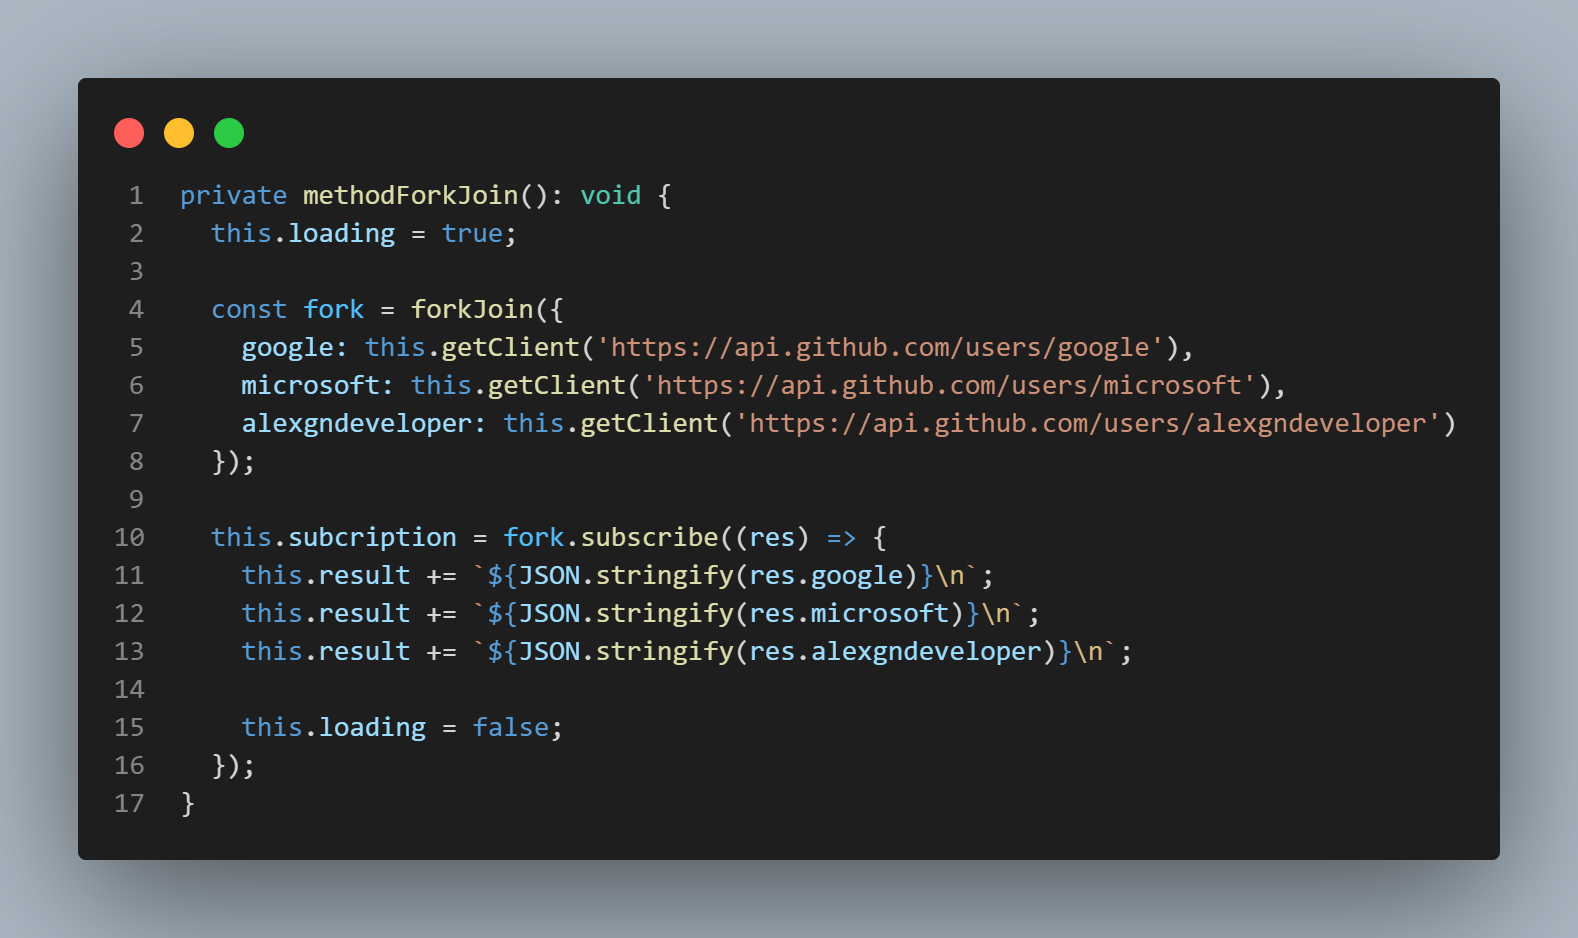 1 private methodForkJoin(): void {
2   this.loading = true;
3
4   const fork = forkJoin({
5     google: this.getClient('https://api.github.com/users/google'),
6     microsoft: this.getClient('https://api.github.com/users/microsoft'),
7     alexgndeveloper: this.getClient('https://api.github.com/users/alexgndeveloper')
8   });
9
10   this.subcription = fork.subscribe((res) => {
11     this.result += `${JSON.stringify(res.google)}\n`;
12     this.result += `${JSON.stringify(res.microsoft)}\n`;
13     this.result += `${JSON.stringify(res.alexgndeveloper)}\n`;
14
15     this.loading = false;
16   });
17 }